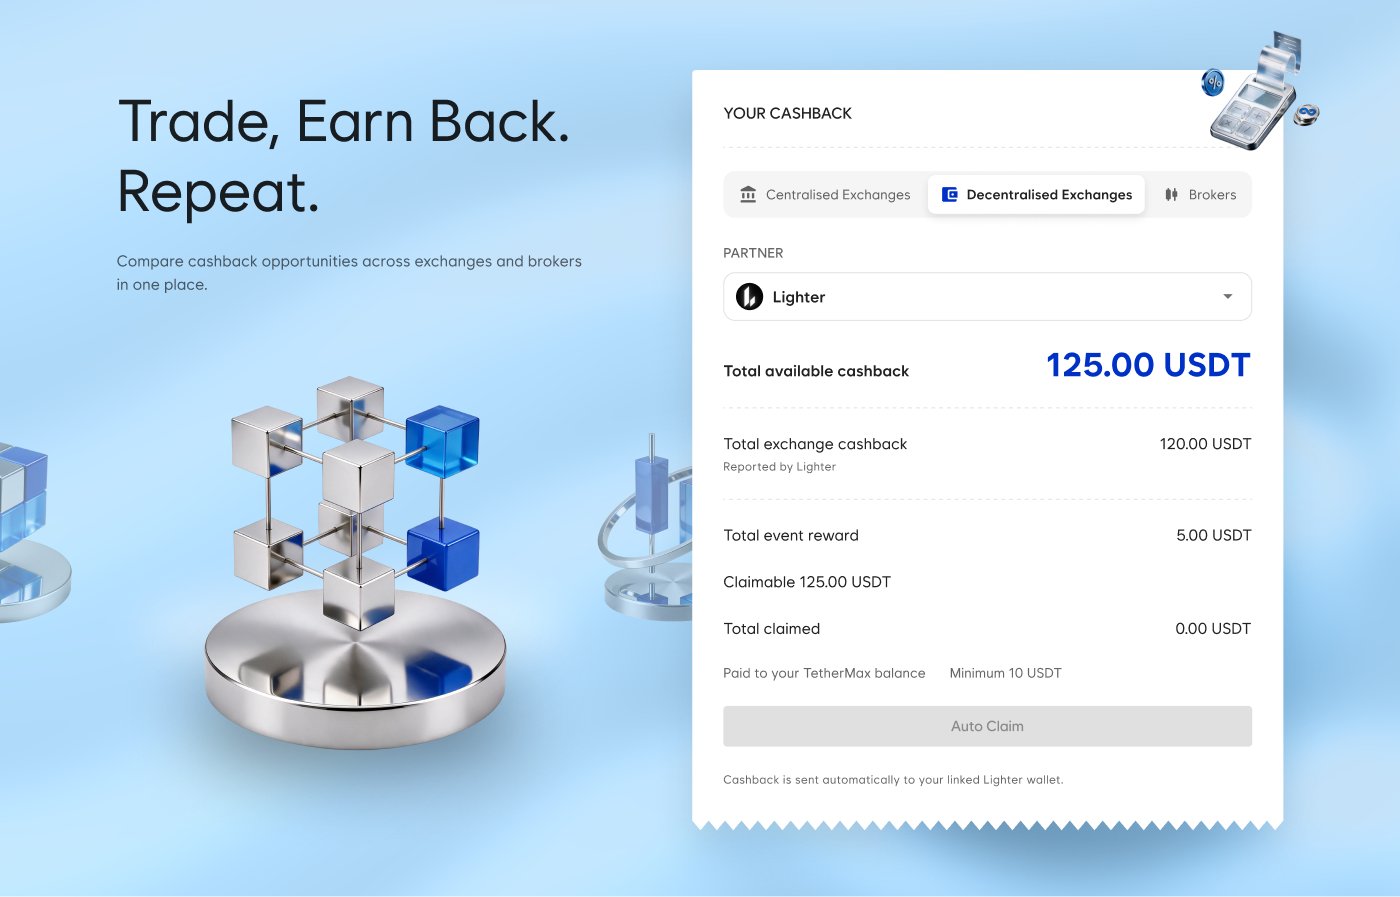 Trade, Earn Back.
Repeat.
Compare cashback opportunities across exchanges and brokers
in one place.
YOUR CASHBACK
Centralised Exchanges
Decentralised Exchanges
Brokers
PARTNER
Lighter
Total available cashback
125.00 USDT
Total exchange cashback
120.00 USDT
Reported by Lighter
Total event reward
5.00 USDT
Claimable 125.00 USDT
Total claimed
0.00 USDT
Paid to your TetherMax balance
Minimum 10 USDT
Auto Claim
Cashback is sent automatically to your linked Lighter wallet.